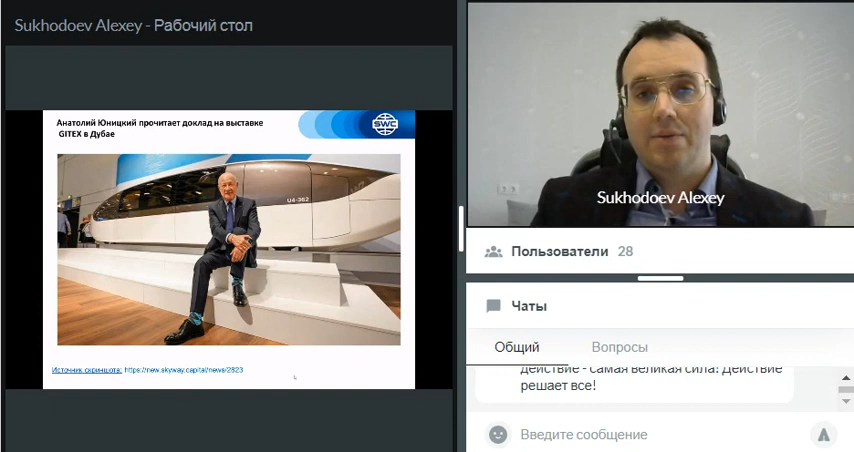 Sukhodoev Alexey - Рабочий стол
Анатолий Юницкий прочитает доклад на выставке
GITEX в Дубае
SWC
U4-362
Источник скриншота: https://new.skyway.capital/news/2823
Sukhodoev Alexey
Пользователи 28
Чаты
Общий Вопросы
действие - самая великая сила! Действие
решает все!
Введите сообщение